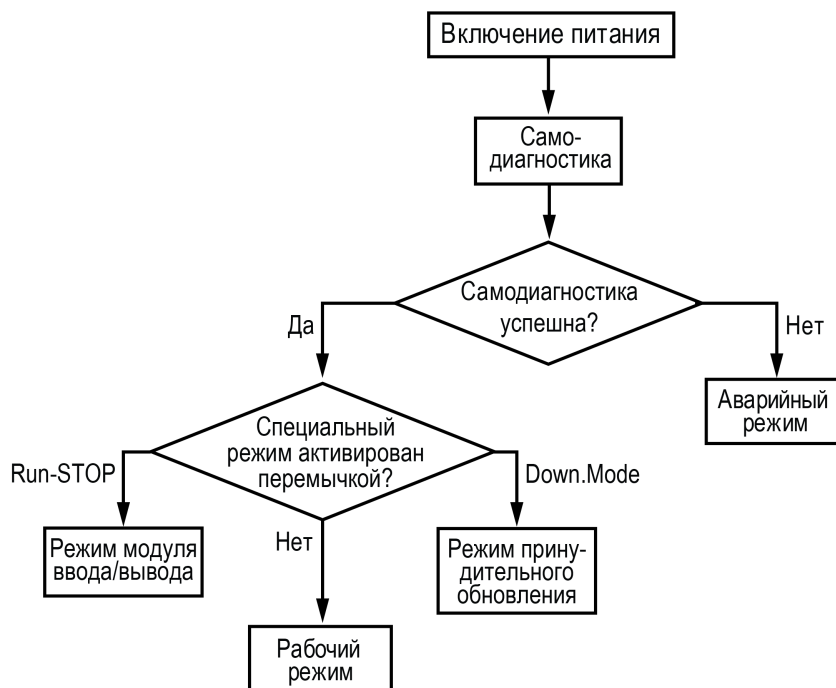 Включение питания
Само-
диагностика
Самодиагностика
успешна?
Да
Нет
Аварийный
режим
Специальный
режим активирован
перемычкой?
Run-STOP
Down.Mode
Нет
Режим модуля
ввода/вывода
Режим прину-
дительного
обновления
Рабочий
режим